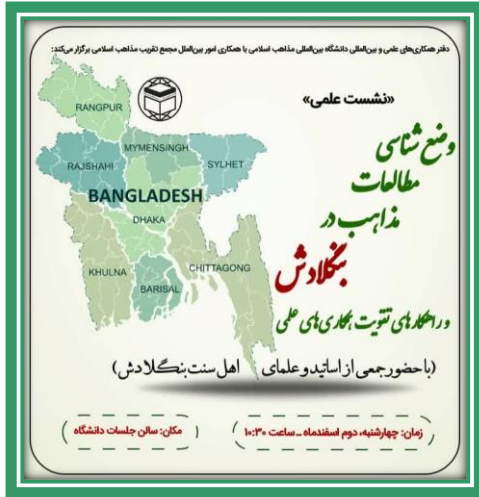 دفتر همکاری‌های علمی و بین‌المللی دانشگاه بین‌المللی مذاهب اسلامی با همکاری امور بین‌الملل مجمع تقریب مذاهب اسلامی برگزار می‌کند:
«نشست علمی»
وضع شناسی
مطالعات
مذاهب در
بنگلادش
و راهکارهای تقویت همکاری‌های علمی
(با حضور جمعی از اساتید و علمای اهل سنت بنگلادش)
زمان: چهارشنبه، دوم اسفندماه - ساعت ۱۰:۳۰
مکان: سالن جلسات دانشگاه
RANGPUR
MYMENSINGH
SYLHET
RAJSHAHI
BANGLADESH
DHAKA
KHULNA
CHITTAGONG
BARISAL